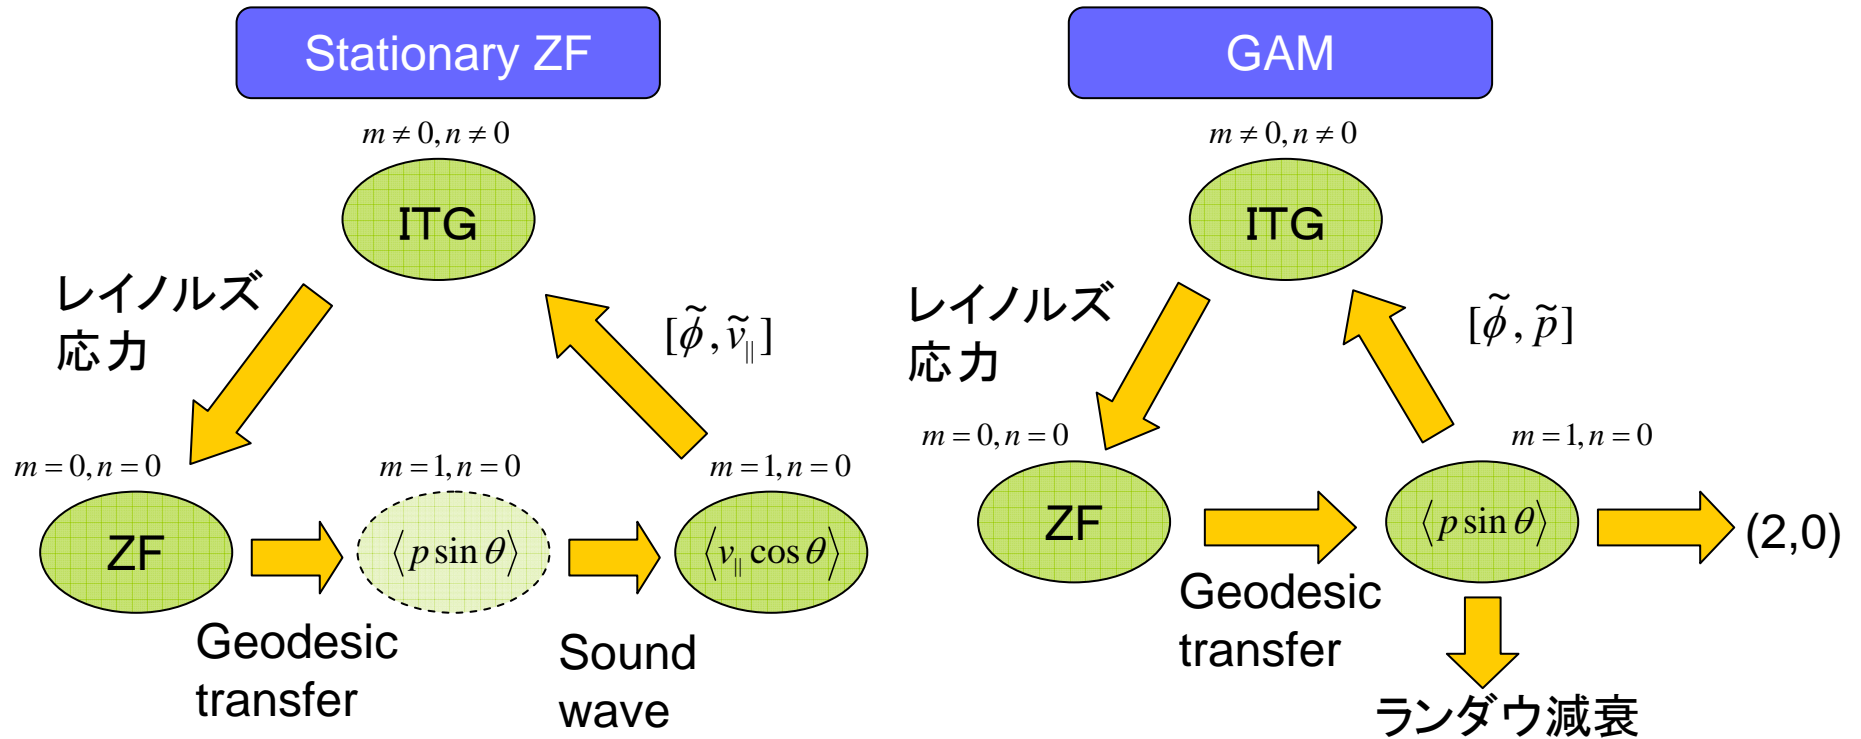 Stationary ZF
m ≠ 0, n ≠ 0
ITG
レイノルズ
応力
[φ̃, ṽ∥]
m = 0, n = 0
m = 1, n = 0
m = 1, n = 0
ZF
⟨p sin θ⟩
⟨v∥ cos θ⟩
Geodesic
transfer
Sound
wave
GAM
m ≠ 0, n ≠ 0
ITG
レイノルズ
応力
[φ̃, p̃]
m = 0, n = 0
m = 1, n = 0
ZF
⟨p sin θ⟩
(2,0)
Geodesic
transfer
ランダウ減衰